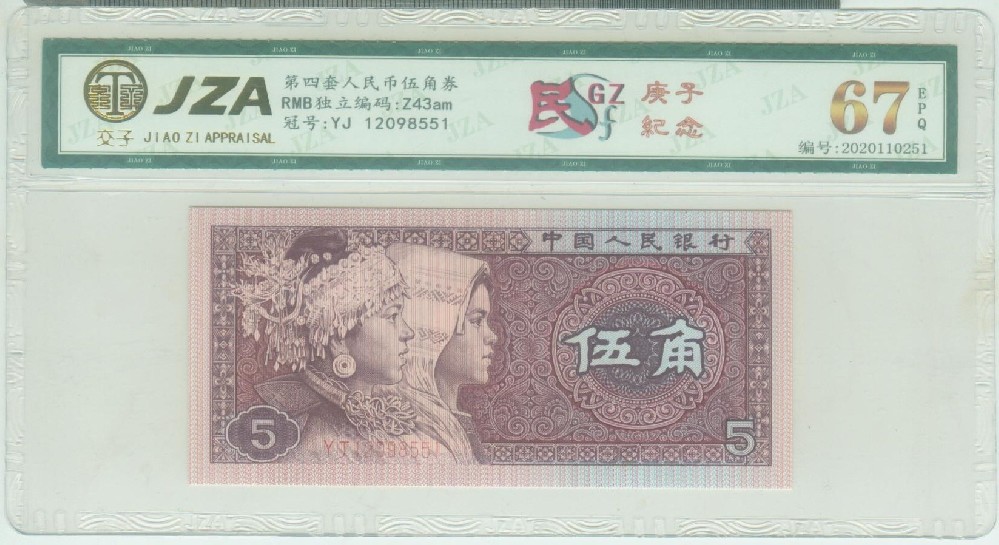 JZA
交子 JIAO ZI APPRAISAL
第四套人民币伍角券
RMB独立编码:Z43am
冠号:YJ 12098551
民 GZ
庚子
紀念
67
EPQ
编号:2020110251
中国人民银行
伍角
5
5
JZA
JZA